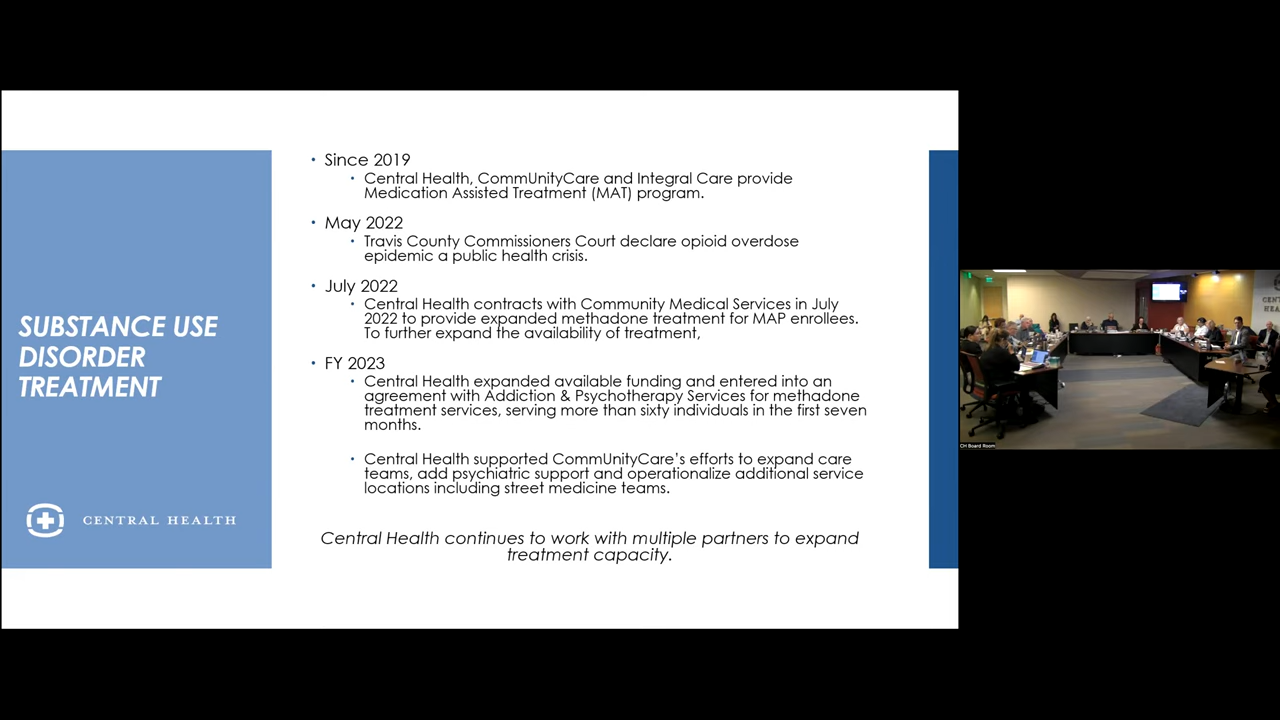 SUBSTANCE USE
DISORDER
TREATMENT
CENTRAL HEALTH
• Since 2019
• Central Health, CommUnityCare and Integral Care provide
Medication Assisted Treatment (MAT) program.
• May 2022
• Travis County Commissioners Court declare opioid overdose
epidemic a public health crisis.
• July 2022
• Central Health contracts with Community Medical Services in July
2022 to provide expanded methadone treatment for MAP enrollees.
To further expand the availability of treatment,
• FY 2023
• Central Health expanded available funding and entered into an
agreement with Addiction & Psychotherapy Services for methadone
treatment services, serving more than sixty individuals in the first seven
months.
• Central Health supported CommUnityCare's efforts to expand care
teams, add psychiatric support and operationalize additional service
locations including street medicine teams.
Central Health continues to work with multiple partners to expand
treatment capacity.
CH Board Room